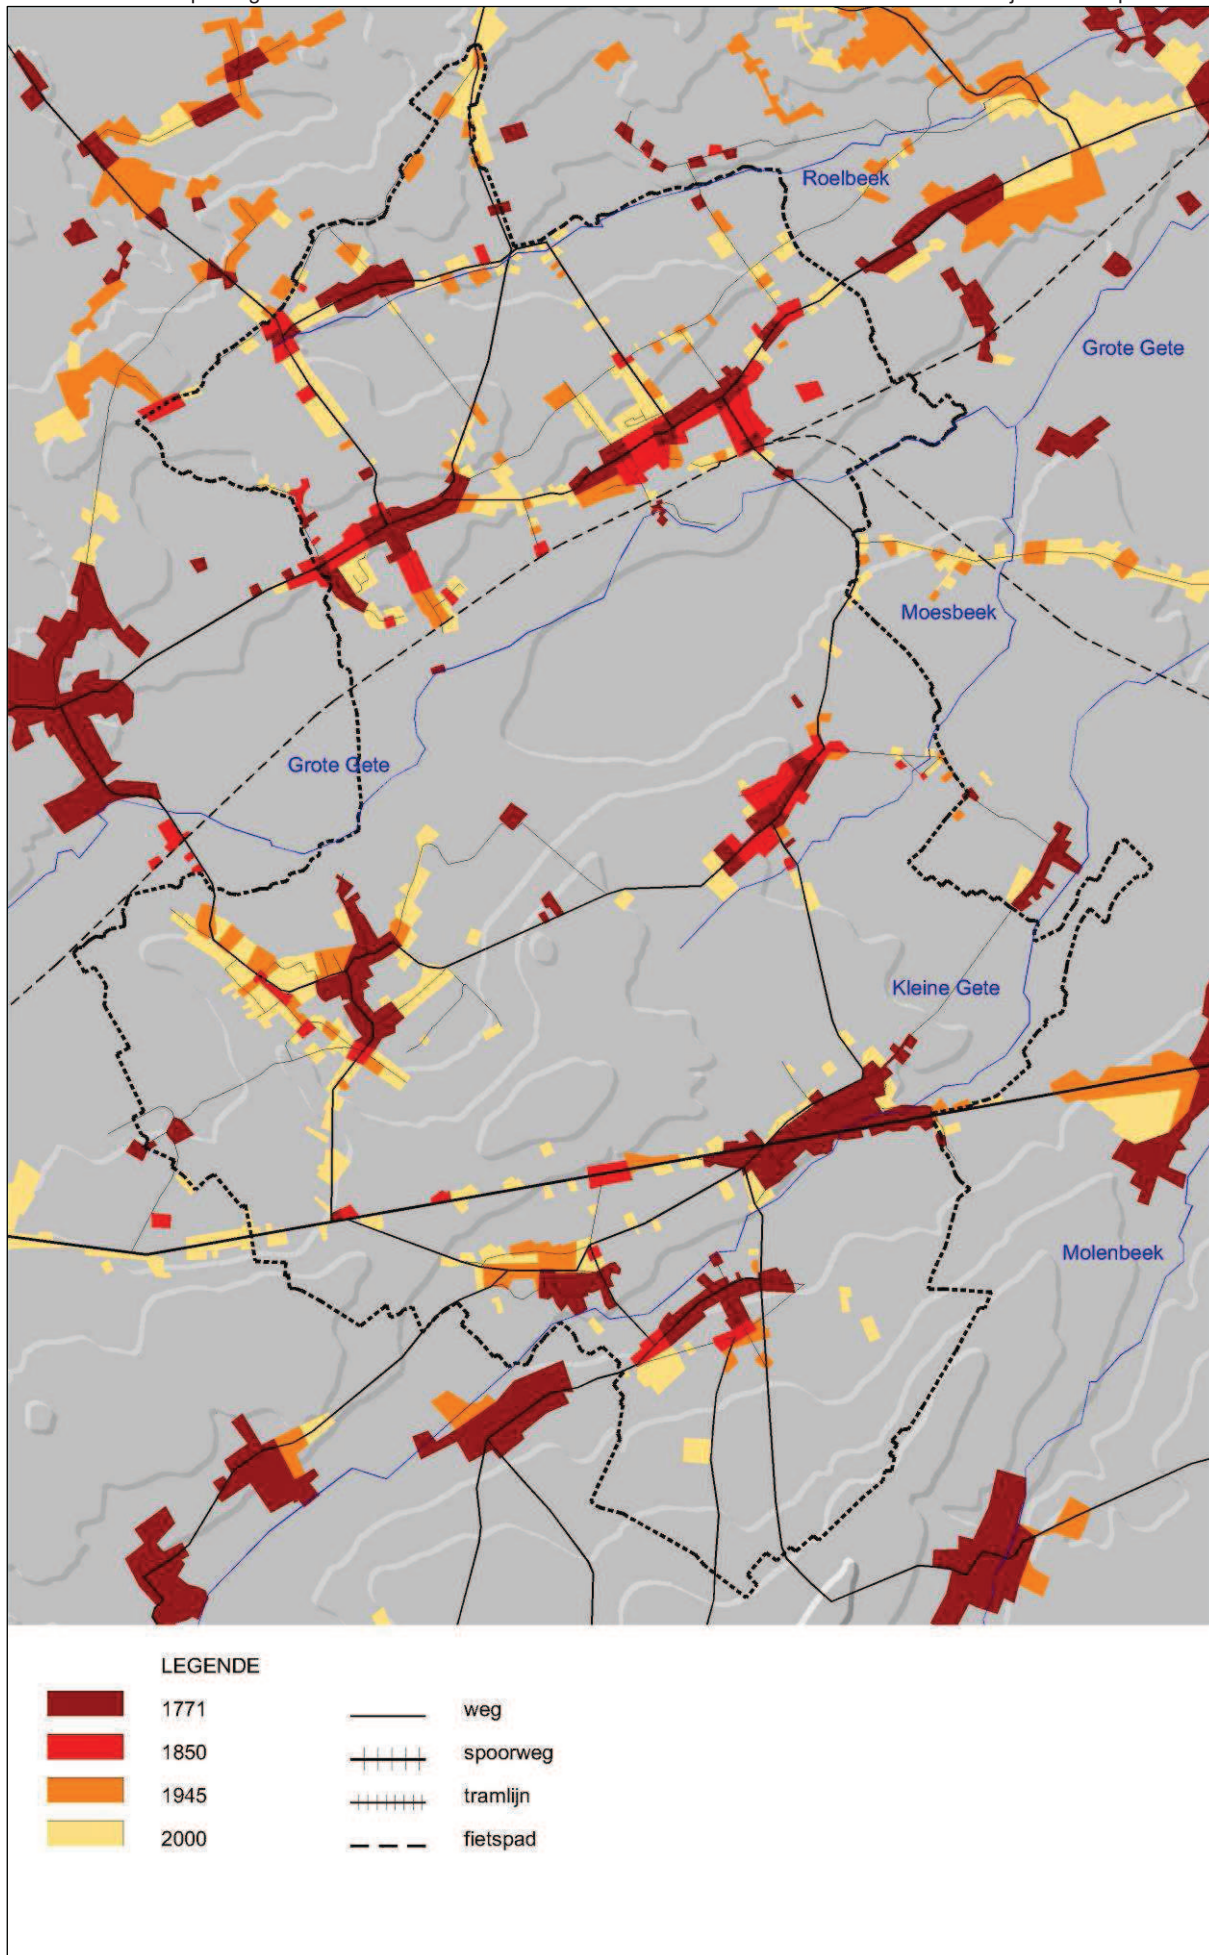 Roelbeek
Grote Gete
Moesbeek
Grote Gete
Kleine Gete
Molenbeek
LEGENDE
1771 weg
1850 spoorweg
1945 tramlijn
2000 fietspad